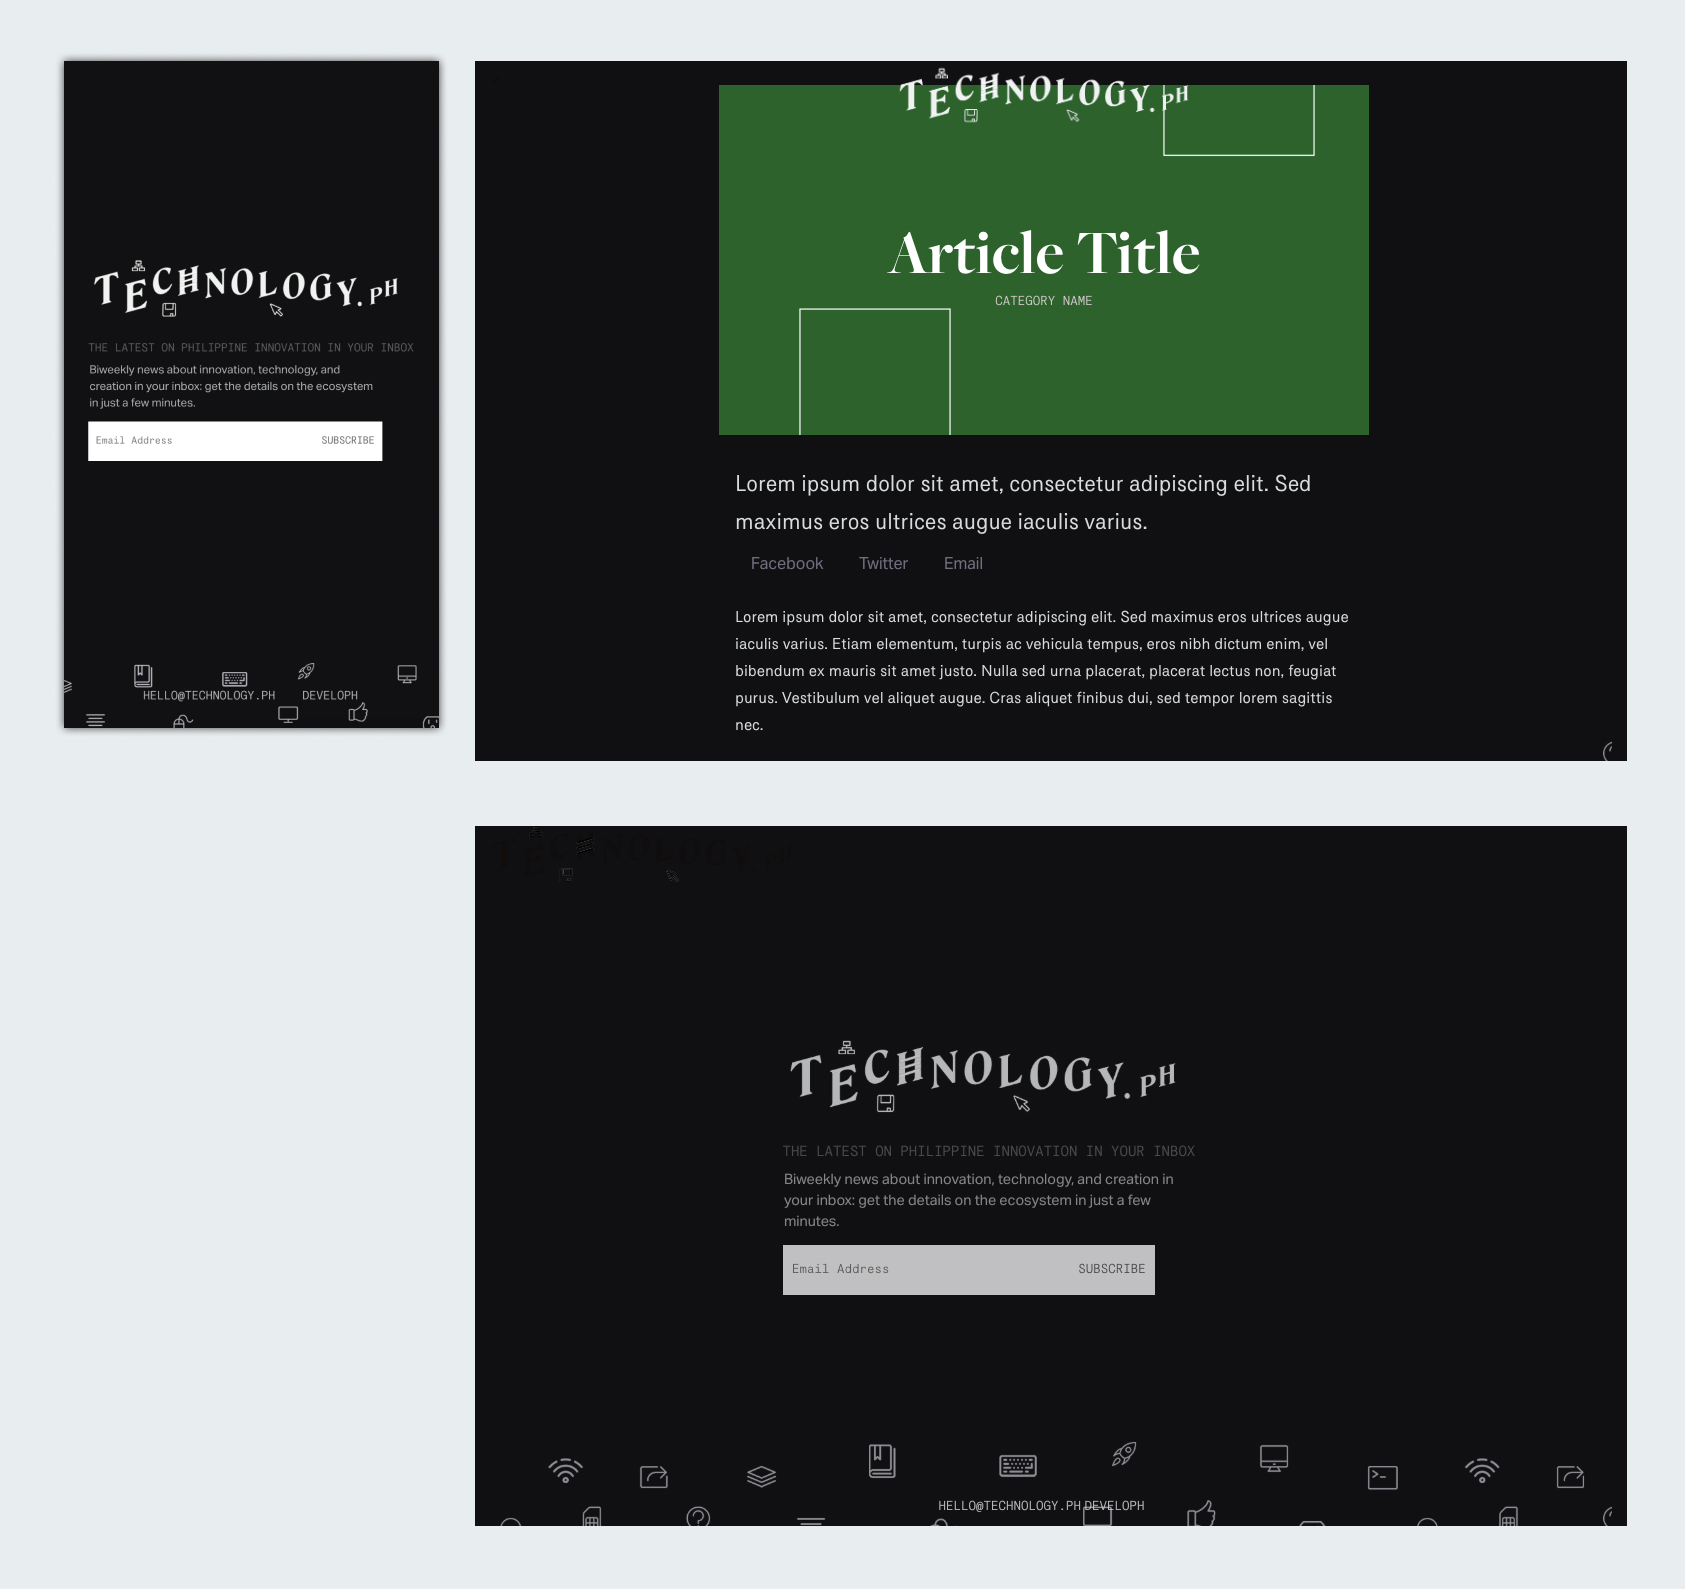 TECHNOLOGY.PH
THE LATEST ON PHILIPPINE INNOVATION IN YOUR INBOX
Biweekly news about innovation, technology, and
creation in your inbox: get the details on the ecosystem
in just a few minutes.
Email Address SUBSCRIBE
HELLO@TECHNOLOGY.PH DEVELOPH
TECHNOLOGY.PH
Article Title
CATEGORY NAME
Lorem ipsum dolor sit amet, consectetur adipiscing elit. Sed
maximus eros ultrices augue iaculis varius.
Facebook Twitter Email
Lorem ipsum dolor sit amet, consectetur adipiscing elit. Sed maximus eros ultrices augue
iaculis varius. Etiam elementum, turpis ac vehicula tempus, eros nibh dictum enim, vel
bibendum ex mauris sit amet justo. Nulla sed urna placerat, placerat lectus non, feugiat
purus. Vestibulum vel aliquet augue. Cras aliquet finibus dui, sed tempor lorem sagittis
nec.
TECHNOLOGY.PH
TECHNOLOGY.PH
THE LATEST ON PHILIPPINE INNOVATION IN YOUR INBOX
Biweekly news about innovation, technology, and creation in
your inbox: get the details on the ecosystem in just a few
minutes.
Email Address SUBSCRIBE
HELLO@TECHNOLOGY.PH DEVELOPH